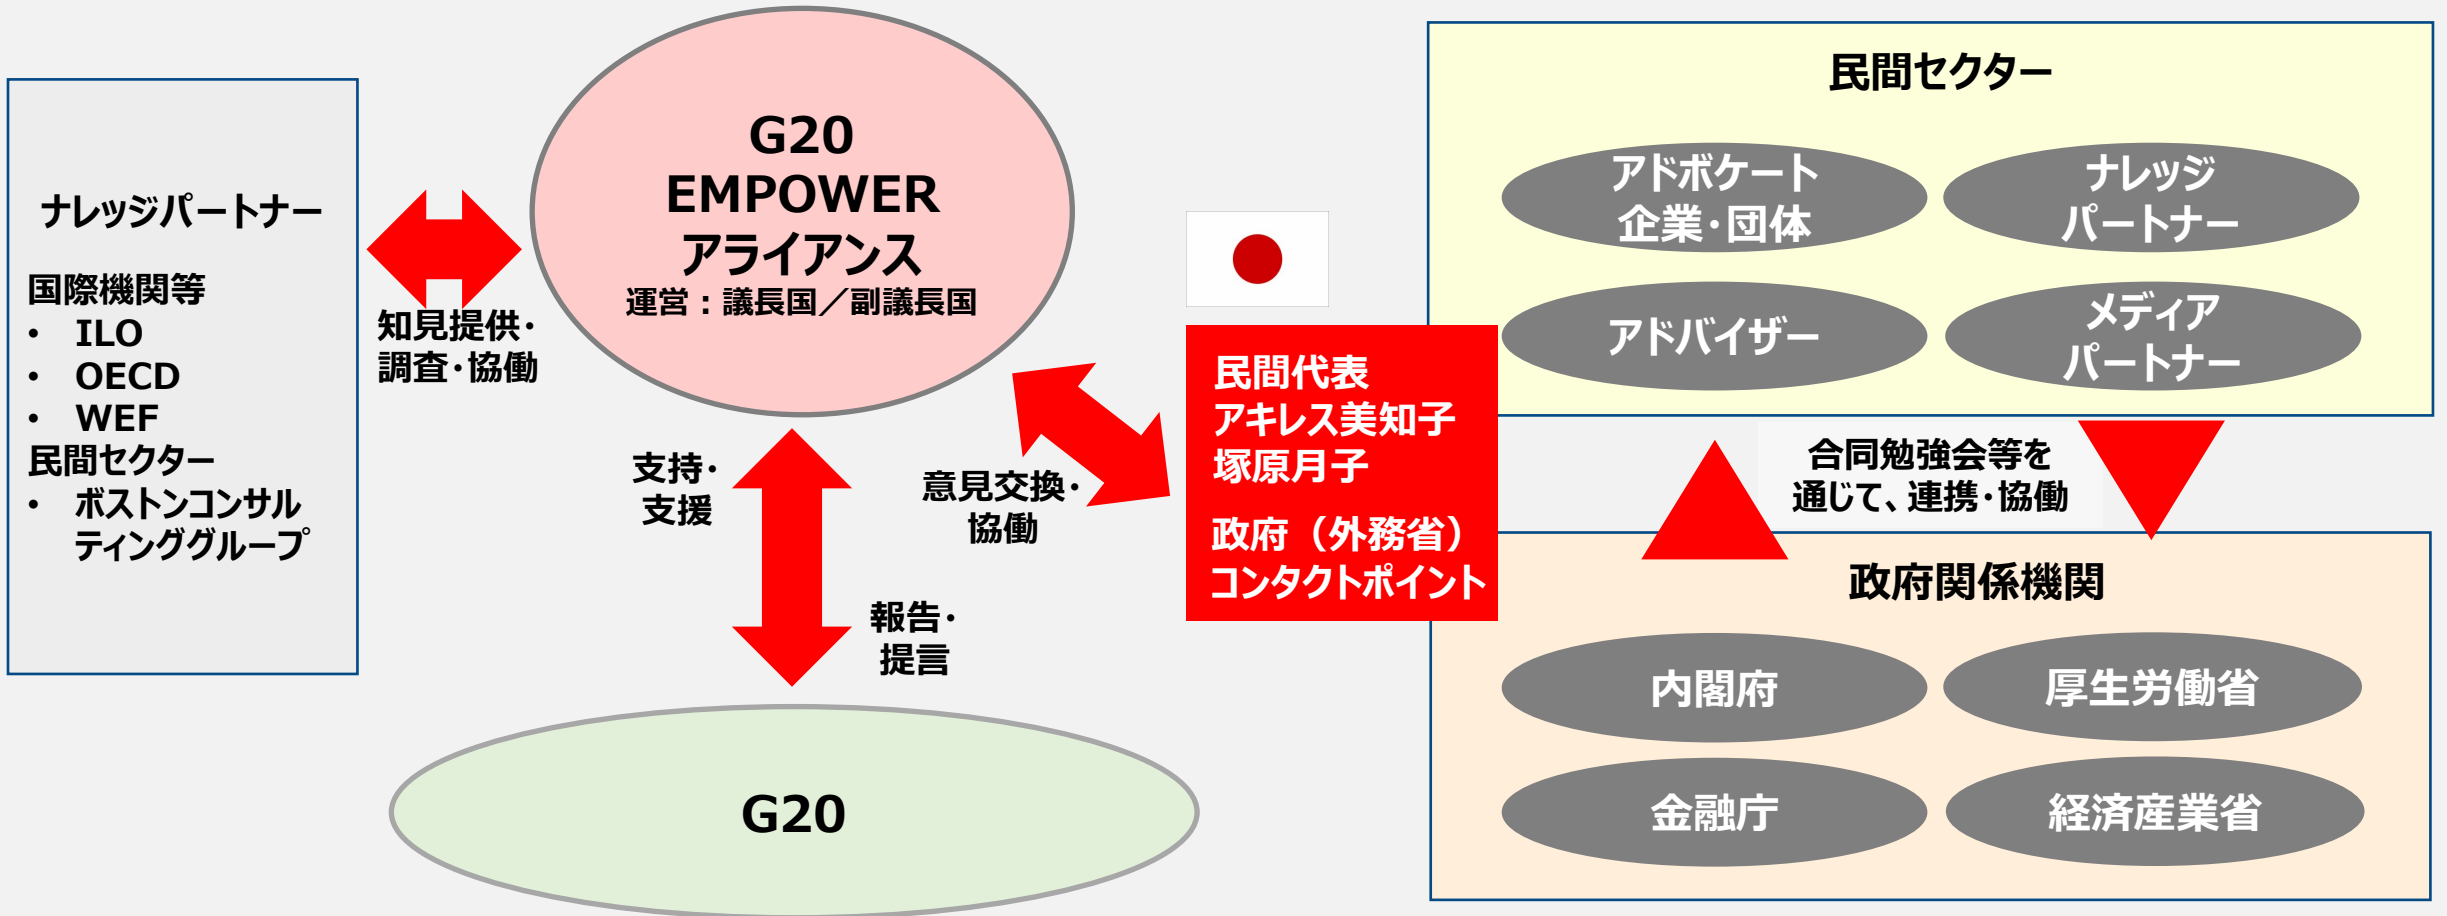 ナレッジパートナー
国際機関等
• ILO
• OECD
• WEF
民間セクター
• ボストンコンサル
ティンググループ
知見提供・
調査・協働
G20
EMPOWER
アライアンス
運営：議長国／副議長国
支持・
支援
報告・
提言
意見交換・
協働
G20
民間代表
アキレス美知子
塚原月子
政府（外務省）
コンタクトポイント
民間セクター
アドボケート
企業・団体
ナレッジ
パートナー
アドバイザー
メディア
パートナー
合同勉強会等を
通じて、連携・協働
政府関係機関
内閣府
厚生労働省
金融庁
経済産業省